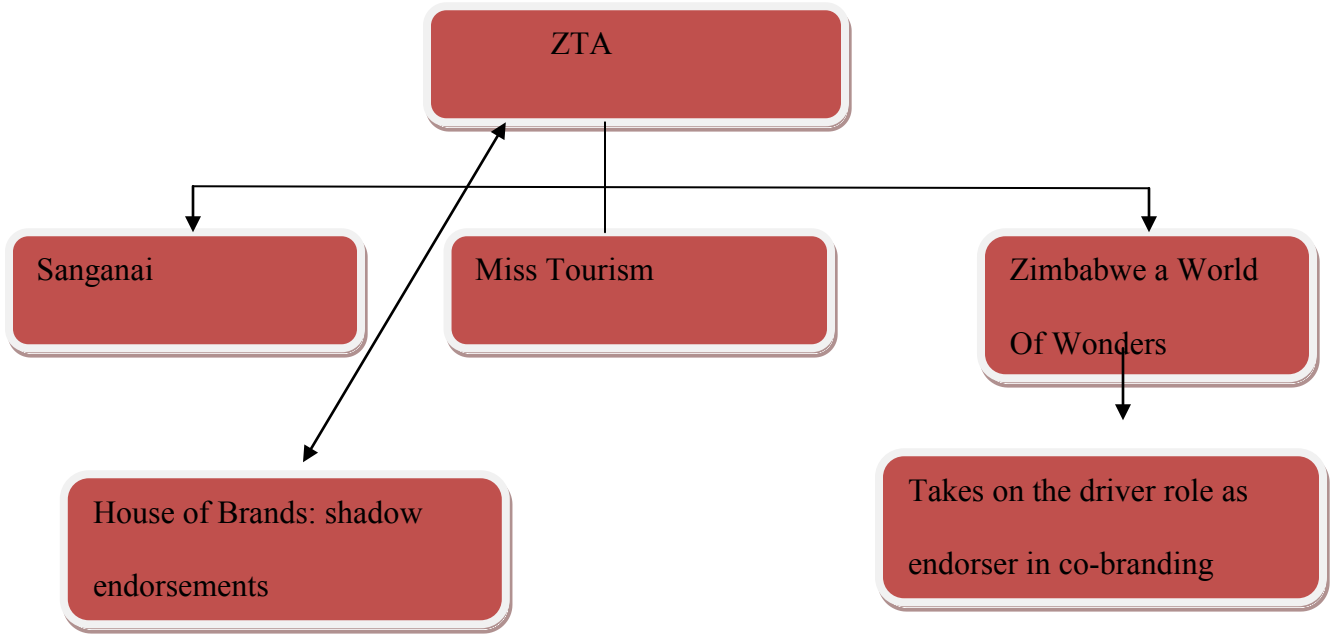 ZTA
Sanganai
Miss Tourism
Zimbabwe a World
Of Wonders
House of Brands: shadow
endorsements
Takes on the driver role as
endorser in co-branding